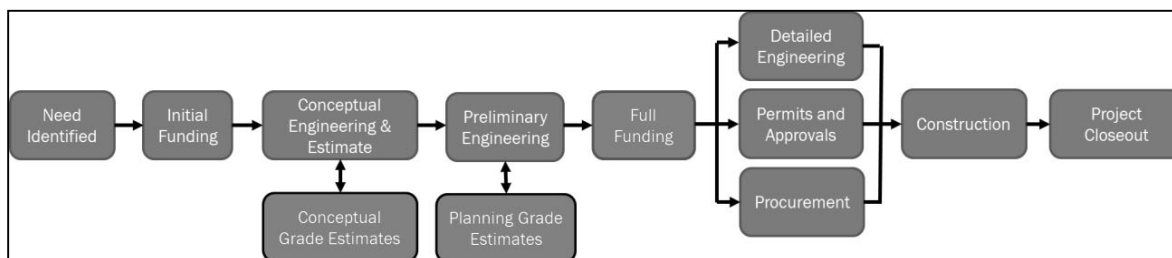 Need
Identified
Initial
Funding
Conceptual
Engineering &
Estimate
Conceptual
Grade Estimates
Preliminary
Engineering
Planning Grade
Estimates
Full
Funding
Detailed
Engineering
Permits and
Approvals
Procurement
Construction
Project
Closeout